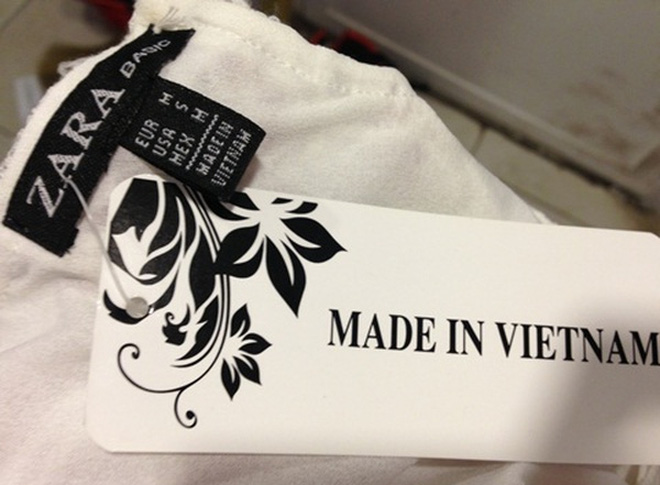 ZARA BASIC
EUR M
USA S
MEX M
MADE IN
VIETNAM
MADE IN VIETNAM